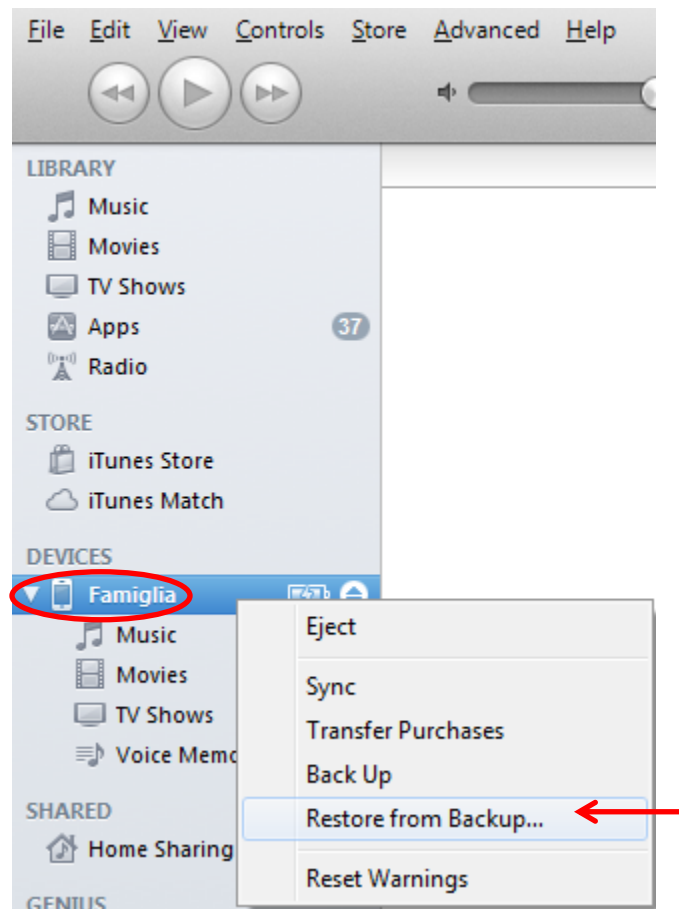 File Edit View Controls Store Advanced Help
LIBRARY
Music
Movies
TV Shows
Apps 37
Radio
STORE
iTunes Store
iTunes Match
DEVICES
Famiglia
Music
Movies
TV Shows
Voice Memo
Eject
Sync
Transfer Purchases
Back Up
Restore from Backup...
Reset Warnings
SHARED
Home Sharing
GENIUS